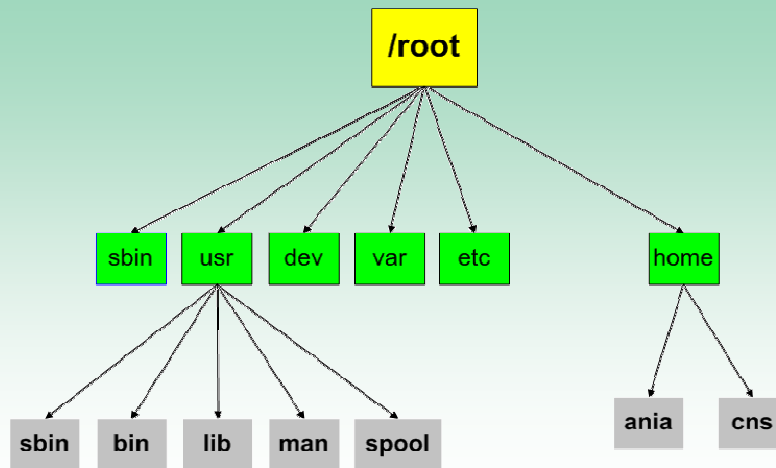 /root
sbin usr dev var etc home
ania cns
sbin bin lib man spool